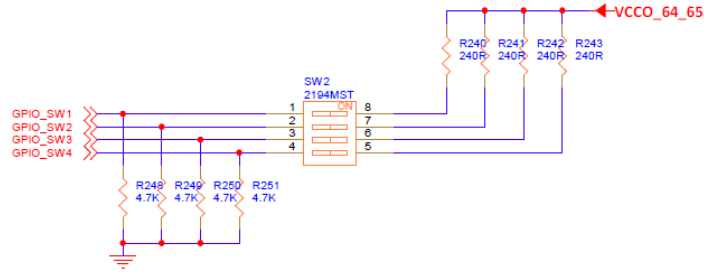 VCCO_64_65
R240 R241 R242 R243
240R 240R 240R 240R
SW2
2194MST
ON
1 8
GPIO_SW1
2 7
GPIO_SW2
3 6
GPIO_SW3
4 5
GPIO_SW4
R248 R249 R250 R251
4.7K 4.7K 4.7K 4.7K